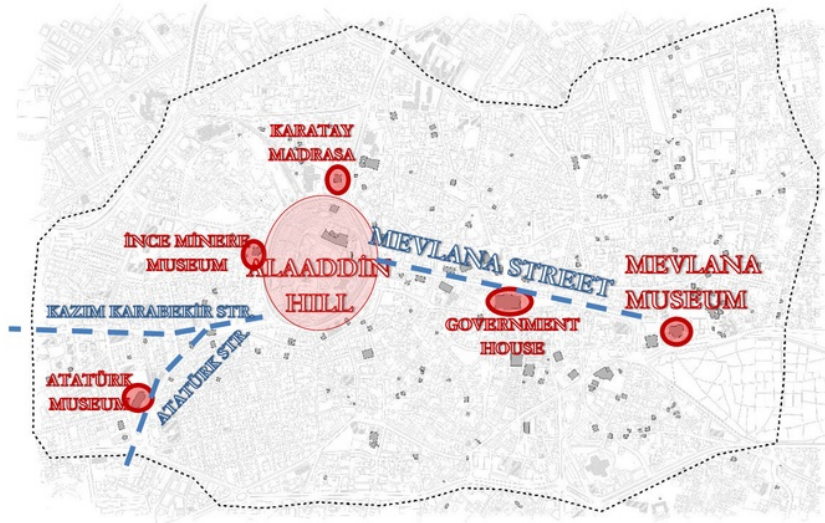 KARATAY
MADRASA
İNCE MİNERE
MUSEUM
ALAADDİN
HILL
MEVLANA STREET
MEVLANA
MUSEUM
KAZIM KARABEKİR STR.
GOVERNMENT
HOUSE
ATATÜRK
MUSEUM
ATATÜRK STR.